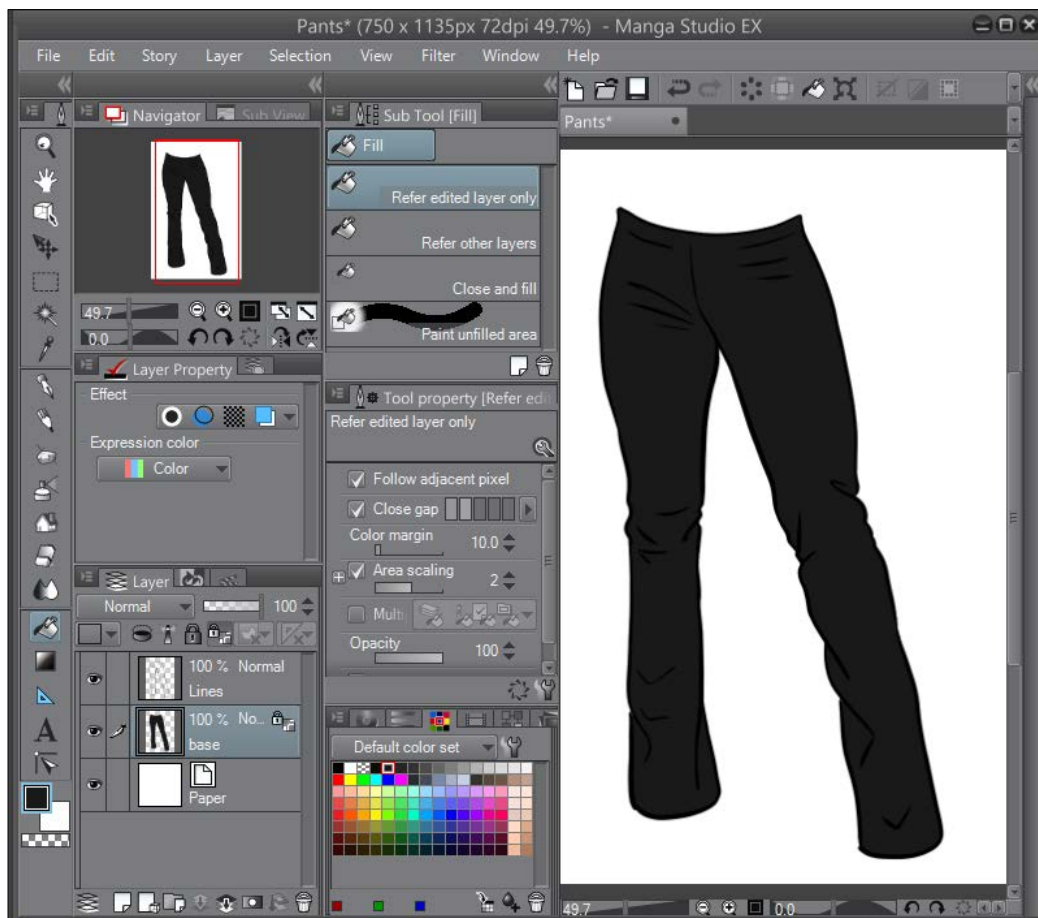 Pants* (750 x 1135px 72dpi 49.7%) - Manga Studio EX
File Edit Story Layer Selection View Filter Window Help
Navigator Sub View
Sub Tool [Fill]
Pants*
Fill
Refer edited layer only
Refer other layers
Close and fill
Paint unfilled area
49.7
0.0
Layer Property
Effect
Expression color
Color
Tool property [Refer edi
Refer edited layer only
Follow adjacent pixel
Close gap
Color margin 10.0
Area scaling 2
Multi
Opacity 100
Layer
Normal 100
100 % Normal
Lines
100 % No..
base
Paper
Default color set
49.7 0.0